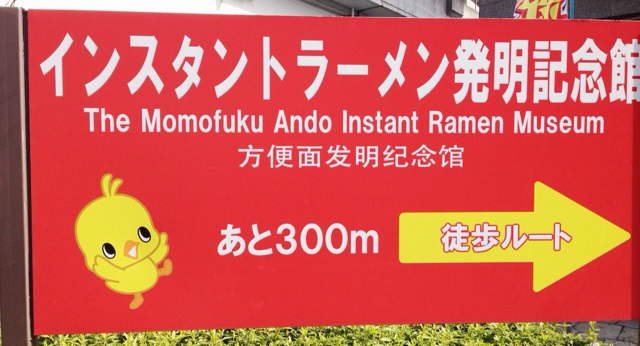 インスタントラーメン発明記念館
The Momofuku Ando Instant Ramen Museum
方便面发明纪念馆
あと300m
徒歩ルート